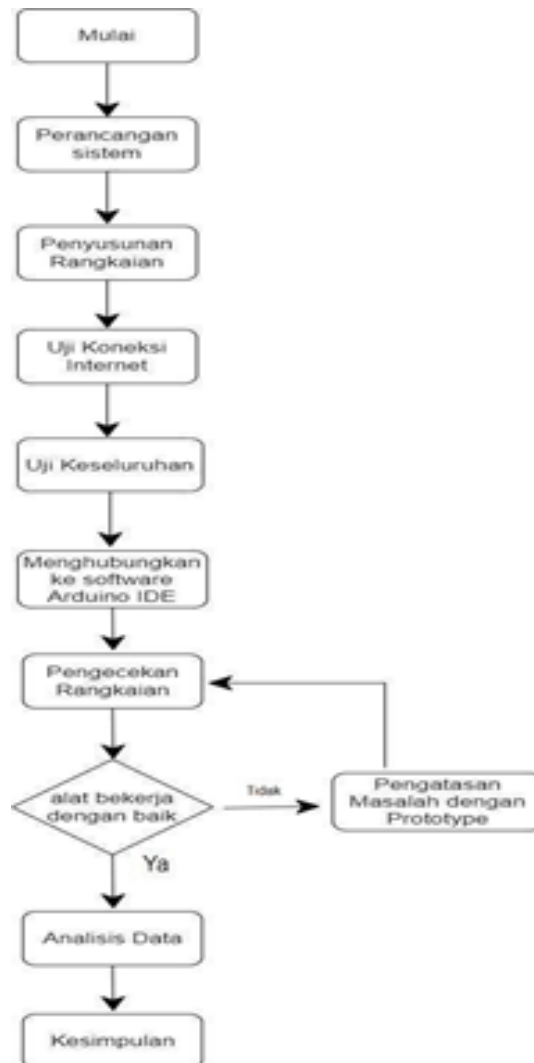 Mulai
Perancangan
sistem
Penyusunan
Rangkaian
Uji Koneksi
Internet
Uji Keseluruhan
Menghubungkan
ke software
Arduino IDE
Pengecekan
Rangkaian
alat bekerja
dengan baik
Tidak
Pengatasan
Masalah dengan
Prototype
Ya
Analisis Data
Kesimpulan